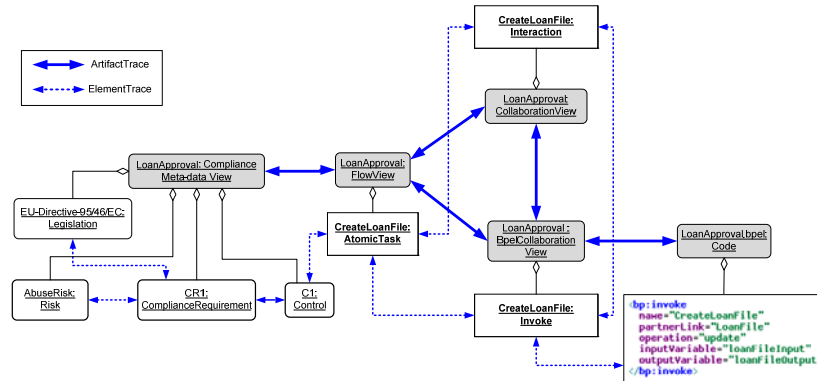 CreateLoanFile:
Interaction
ArtifactTrace
ElementTrace
LoanApproval:
CollaborationView
LoanApproval: Compliance
Meta-data View
LoanApproval:
FlowView
EU-Directive-95/46/EC:
Legislation
CreateLoanFile:
AtomicTask
LoanApproval :
BpelCollaboration
View
LoanApproval.bpel:
Code
AbuseRisk:
Risk
CR1:
ComplianceRequirement
C1:
Control
CreateLoanFile:
Invoke
<bp:invoke
name="CreateLoanFile"
partnerLink="LoanFile"
operation="update"
inputVariable="loanFileInput"
outputVariable="loanFileOutput
</bp:invoke>